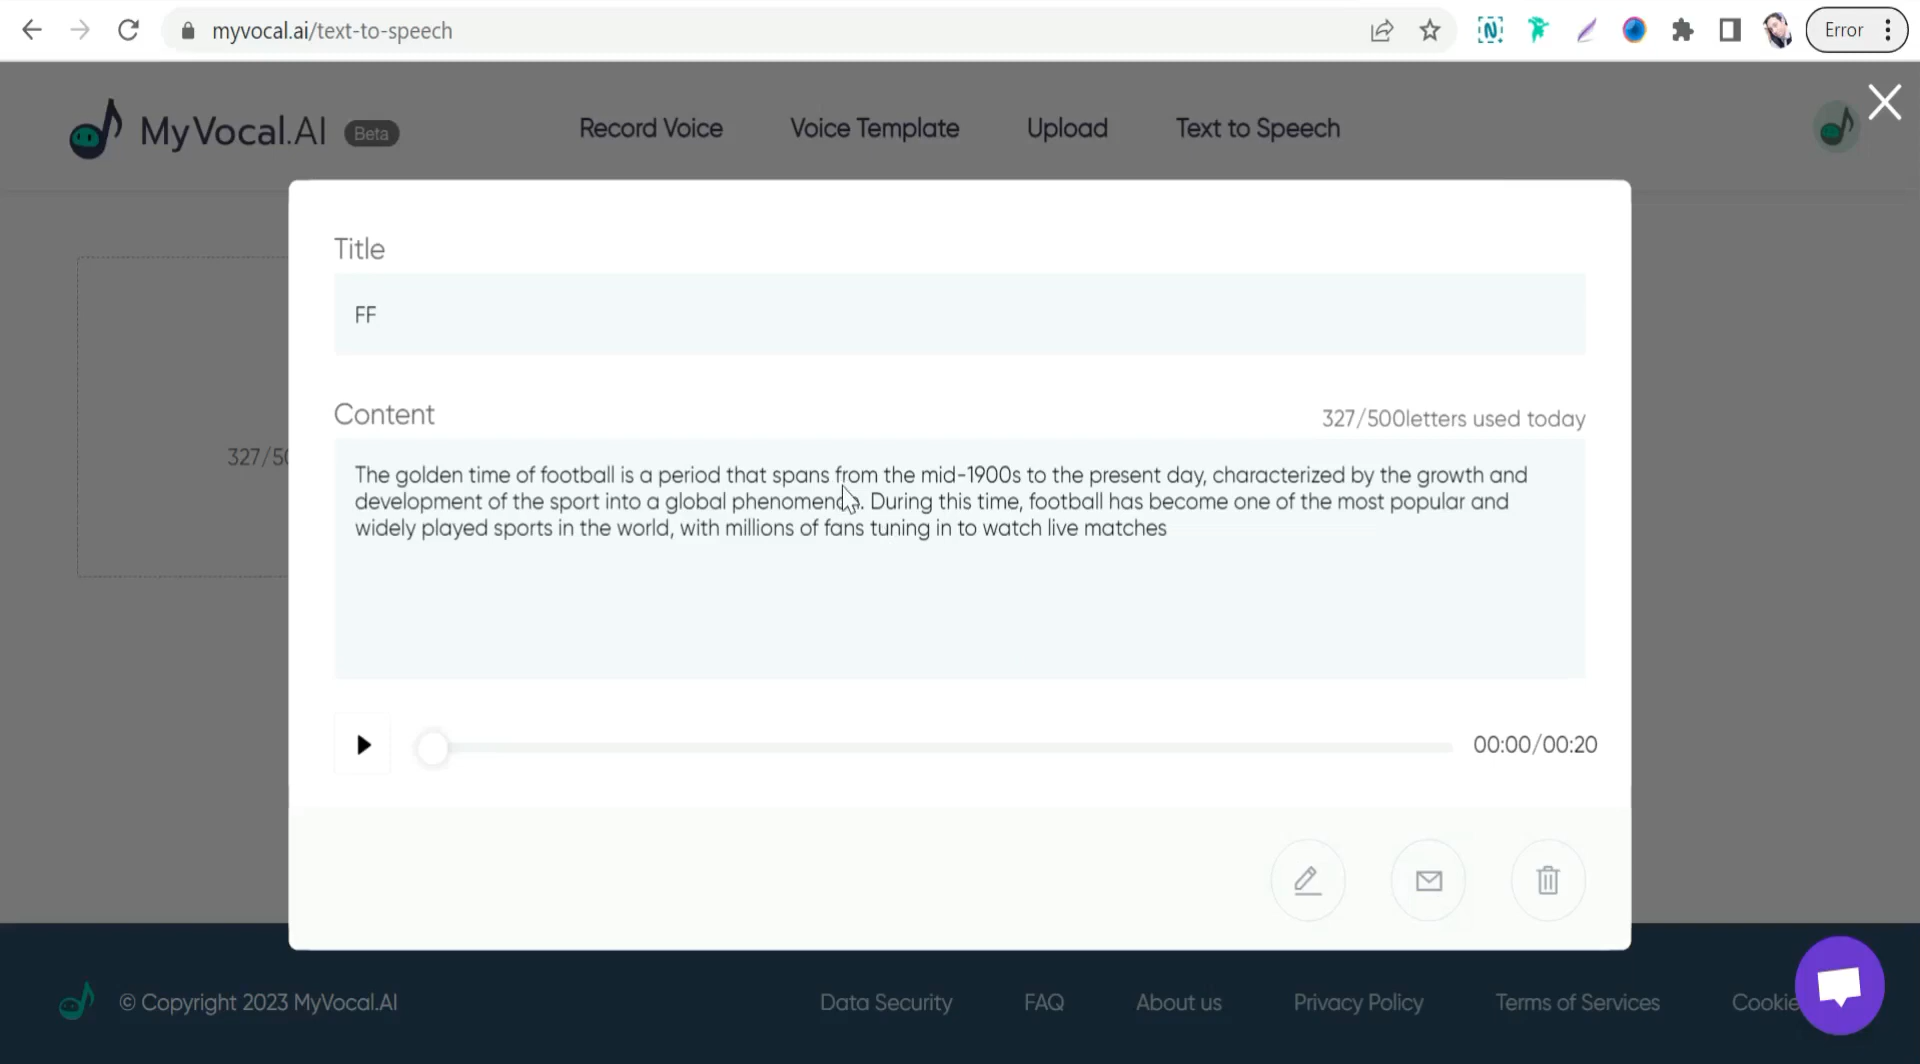 myvocal.ai/text-to-speech
Error
MyVocal.AI Beta
Record Voice
Voice Template
Upload
Text to Speech
Title
FF
Content
327/500letters used today
327/50
The golden time of football is a period that spans from the mid-1900s to the present day, characterized by the growth and
development of the sport into a global phenomenon. During this time, football has become one of the most popular and
widely played sports in the world, with millions of fans tuning in to watch live matches
00:00/00:20
© Copyright 2023 MyVocal.AI
Data Security
FAQ
About us
Privacy Policy
Terms of Services
Cookie